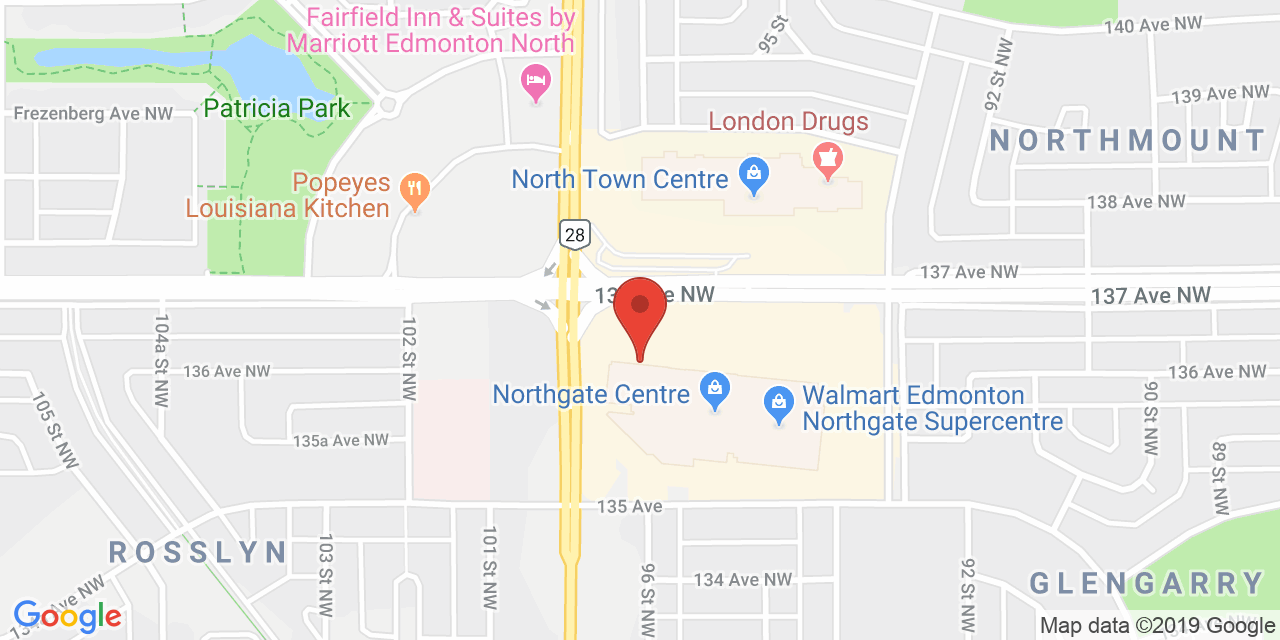 Fairfield Inn & Suites by
Marriott Edmonton North
95 St
140 Ave NW
92 St NW
139 Ave NW
Frezenberg Ave NW
Patricia Park
London Drugs
NORTHMOUNT
North Town Centre
Popeyes
Louisiana Kitchen
138 Ave NW
28
137 Ave NW
Ave NW
137 Ave NW
104a St NW
102 St NW
136 Ave NW
136 Ave NW
Northgate Centre
Walmart Edmonton
Northgate Supercentre
90 St NW
105 St NW
135a Ave NW
89 St NW
135 Ave
ROSSLYN
103 St NW
101 St NW
96 St NW
134 Ave NW
92 St NW
GLENGARRY
Ave NW
Google
Map data ©2019 Google